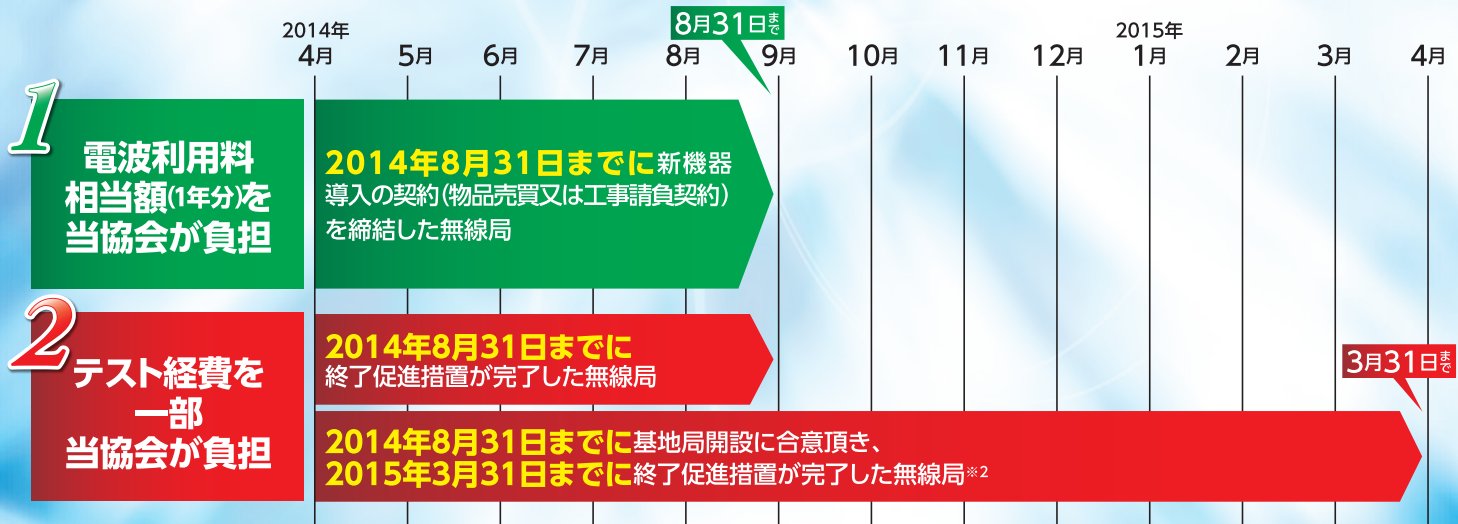 8月31日まで
2014年
2015年
4月 5月 6月 7月 8月 9月 10月 11月 12月 1月 2月 3月 4月
1
電波利用料
相当額(1年分)を
当協会が負担
2014年8月31日までに新機器
導入の契約(物品売買又は工事請負契約)
を締結した無線局
2
テスト経費を
一部
当協会が負担
2014年8月31日までに
終了促進措置が完了した無線局
3月31日まで
2014年8月31日までに基地局開設に合意頂き、
2015年3月31日までに終了促進措置が完了した無線局※2